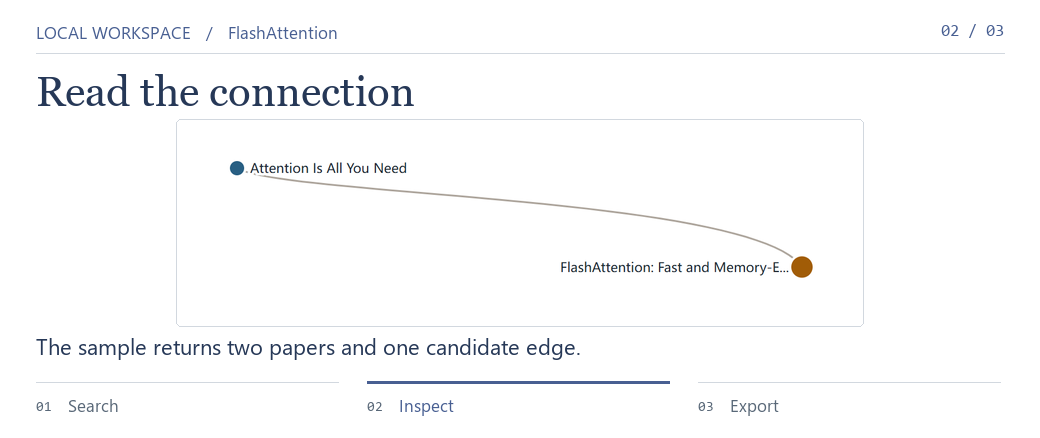 LOCAL WORKSPACE / FlashAttention
02 / 03
Read the connection
Attention Is All You Need
FlashAttention: Fast and Memory-E...
The sample returns two papers and one candidate edge.
01 Search
02 Inspect
03 Export